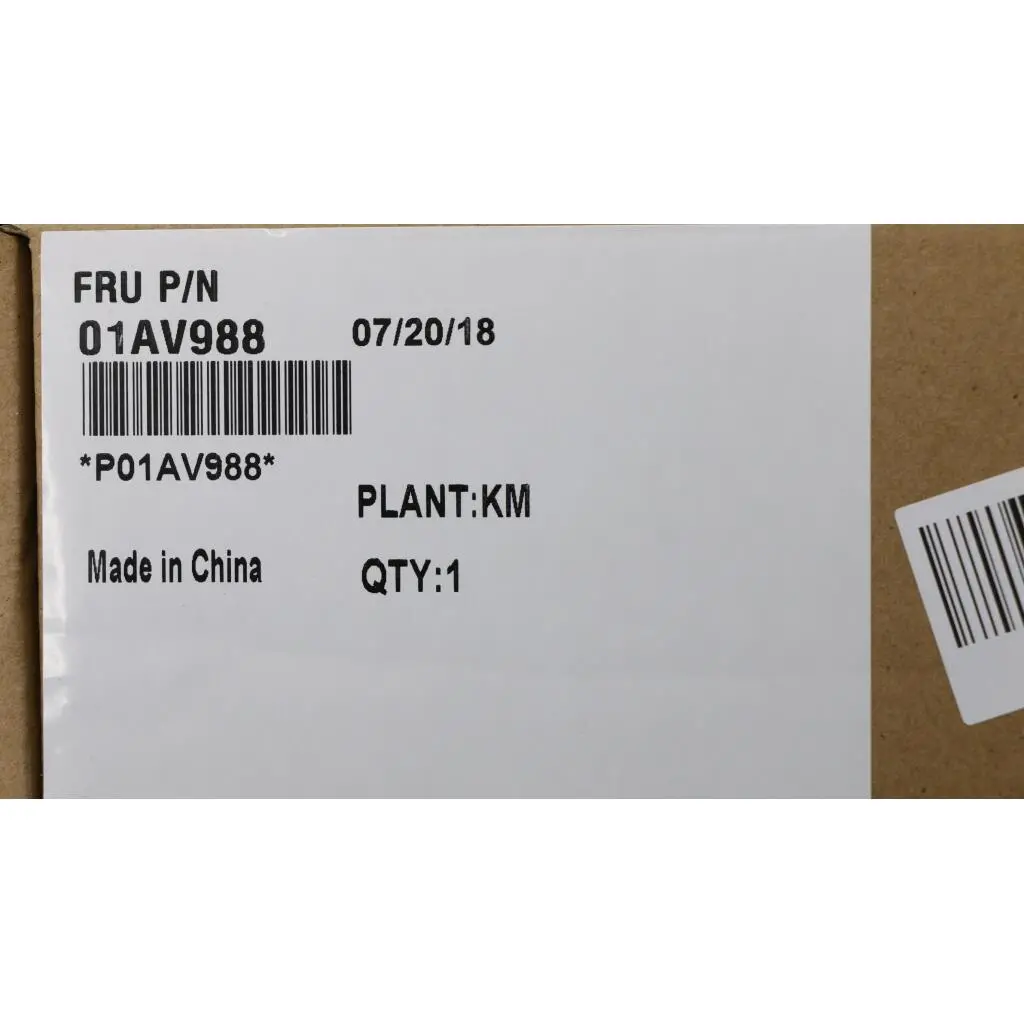 FRU P/N
01AV988 07/20/18
*P01AV988*
PLANT:KM
Made in China QTY:1